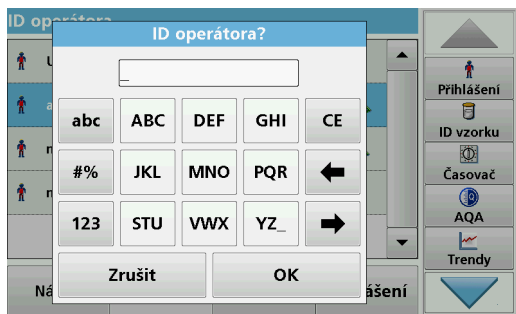 ID operátora
ID operátora?
_
abc ABC DEF GHI CE
#% JKL MNO PQR
123 STU VWX YZ_
Zrušit OK
Přihlášení
ID vzorku
Časovač
AQA
Trendy